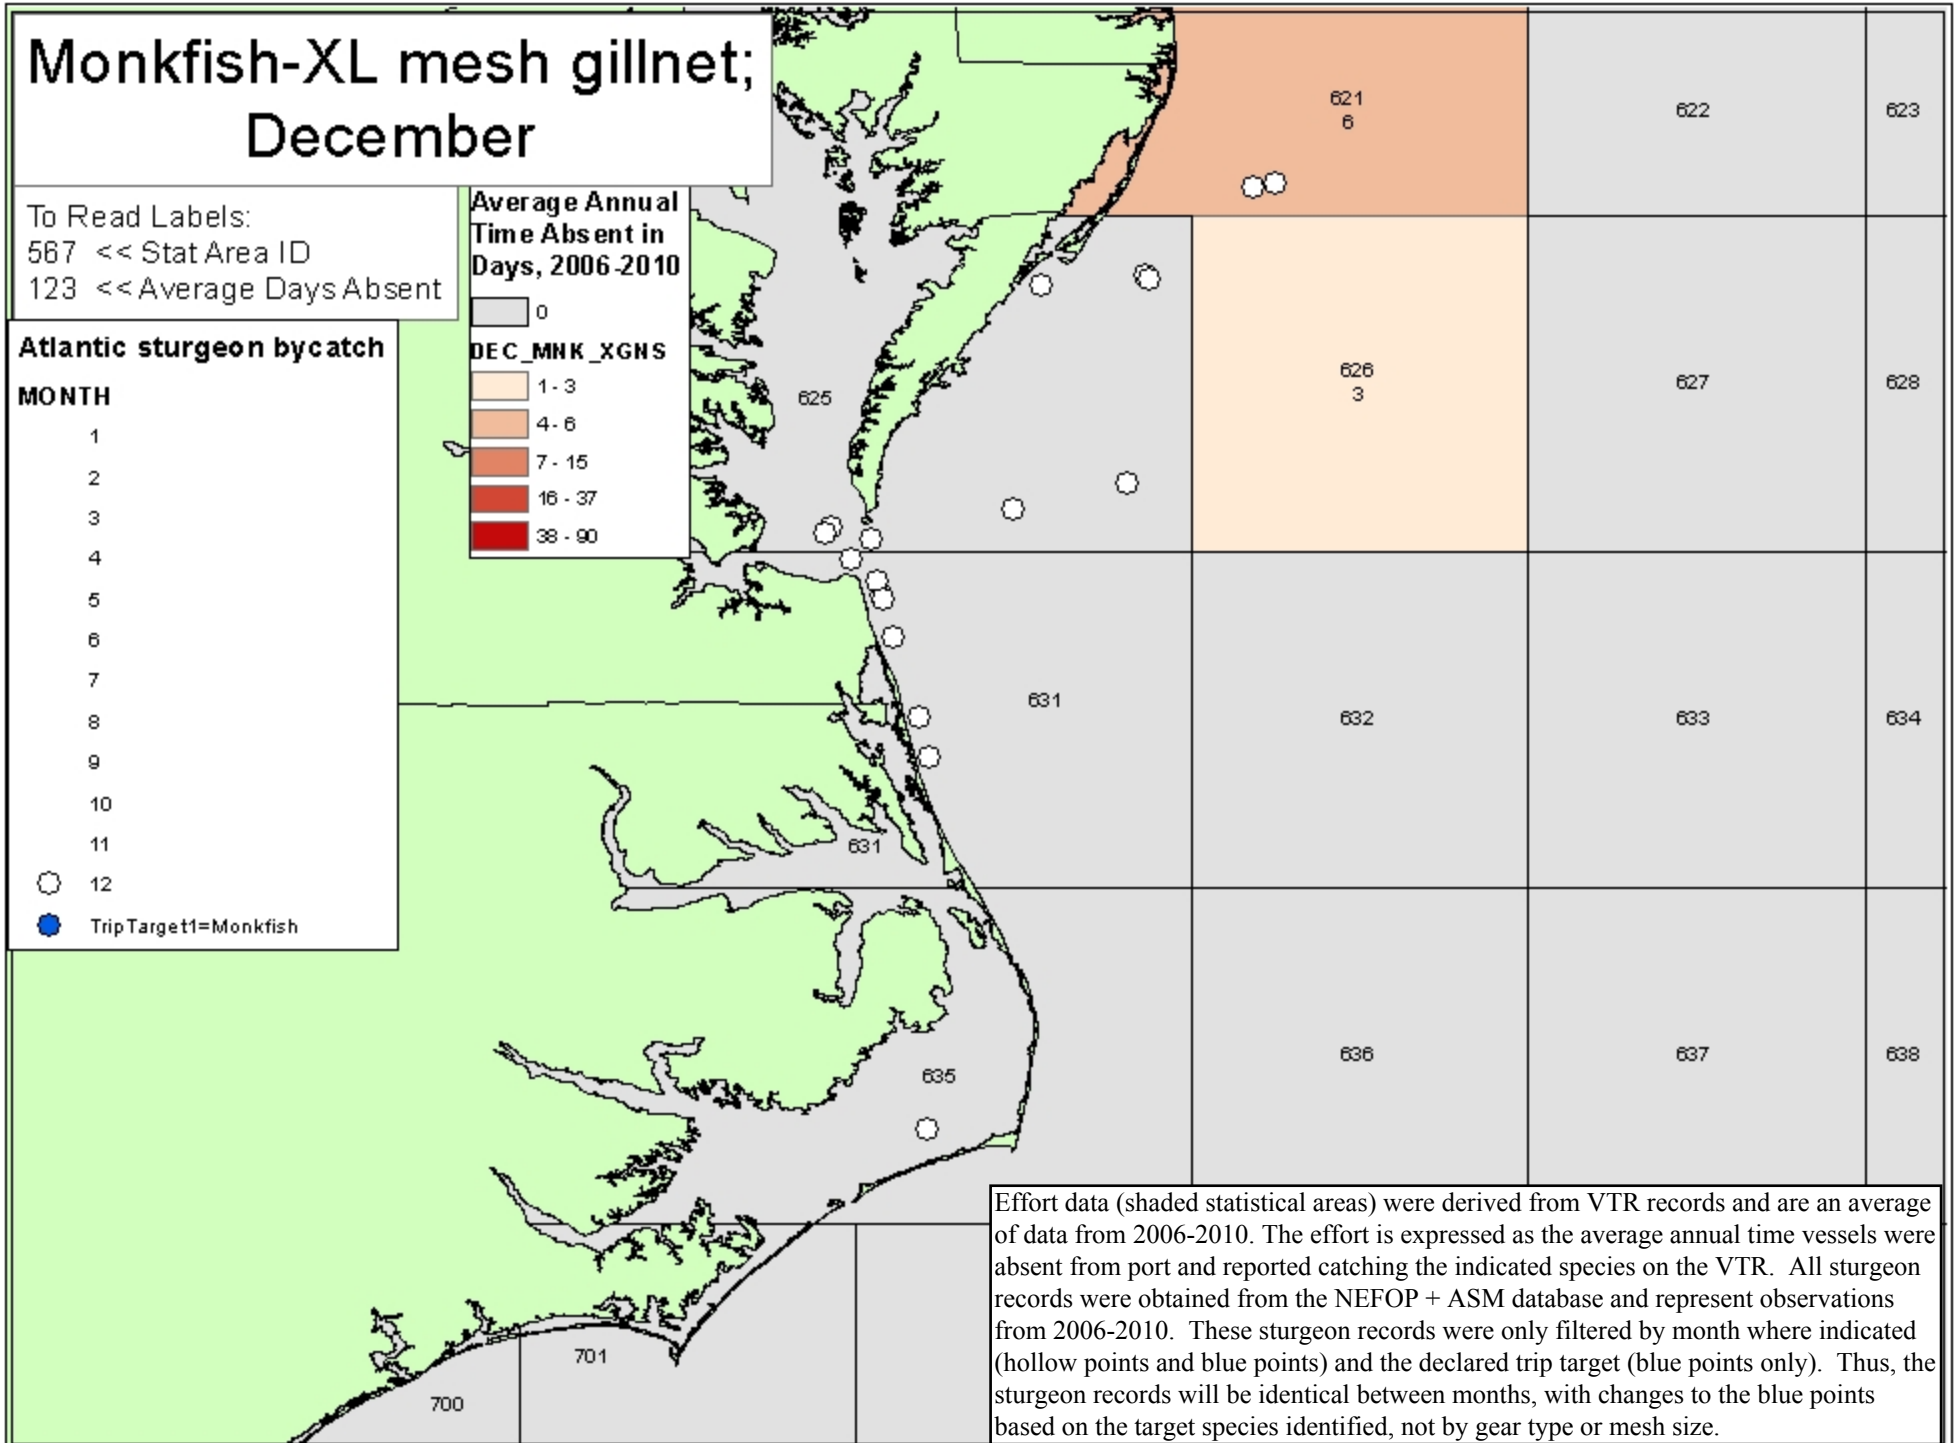 Monkfish-XL mesh gillnet;
December
To Read Labels:
567 << Stat Area ID
123 << Average Days Absent
Average Annual
Time Absent in
Days, 2006-2010
0
DEC_MNK_XGNS
1 - 3
4 - 6
7 - 15
16 - 37
38 - 90
Atlantic sturgeon bycatch
MONTH
1
2
3
4
5
6
7
8
9
10
11
12
TripTarget1=Monkfish
621
6
622
623
625
626
3
627
628
631
632
633
634
631
635
636
637
638
701
700
Effort data (shaded statistical areas) were derived from VTR records and are an average
of data from 2006-2010. The effort is expressed as the average annual time vessels were
absent from port and reported catching the indicated species on the VTR.  All sturgeon
records were obtained from the NEFOP + ASM database and represent observations
from 2006-2010.  These sturgeon records were only filtered by month where indicated
(hollow points and blue points) and the declared trip target (blue points only).  Thus, the
sturgeon records will be identical between months, with changes to the blue points
based on the target species identified, not by gear type or mesh size.